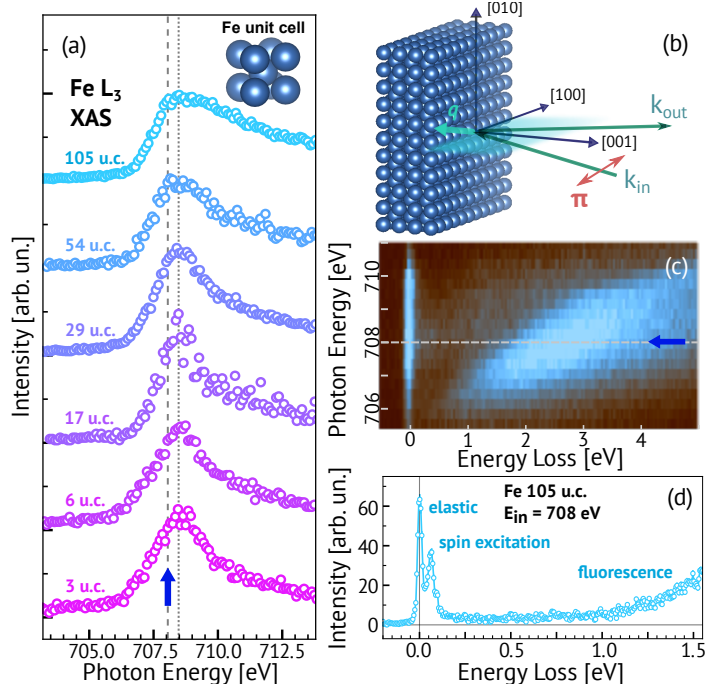 (a)
Fe unit cell
Fe L3
XAS
105 u.c.
54 u.c.
29 u.c.
17 u.c.
6 u.c.
3 u.c.
Intensity [arb. un.]
705.0 707.5 710.0 712.5
Photon Energy [eV]
(b)
[010]
[100]
[001]
q
kout
kin
π
(c)
Photon Energy [eV]
710
708
706
0 1 2 3 4
Energy Loss [eV]
(d)
Fe 105 u.c.
Ein = 708 eV
elastic
spin excitation
fluorescence
Intensity [arb. un.]
60
40
20
0
0.0 0.5 1.0 1.5
Energy Loss [eV]